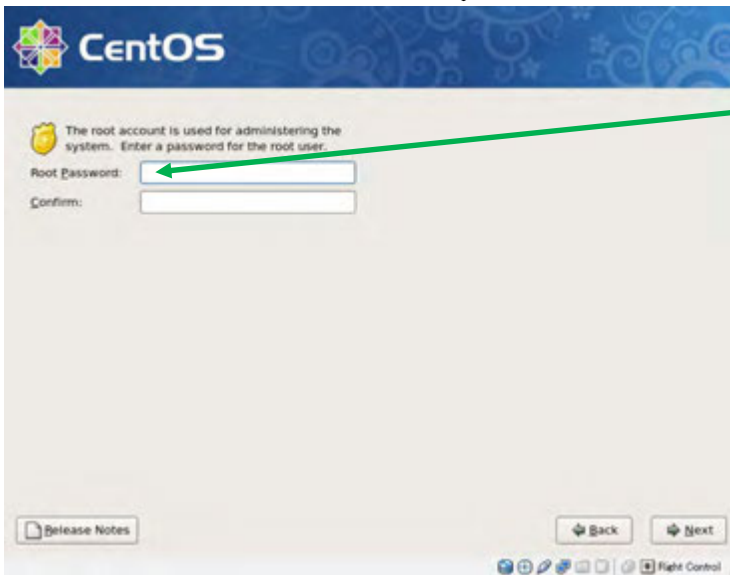 CentOS
The root account is used for administering the
system. Enter a password for the root user.
Root Password:
Confirm:
Release Notes
Back Next
Right Control